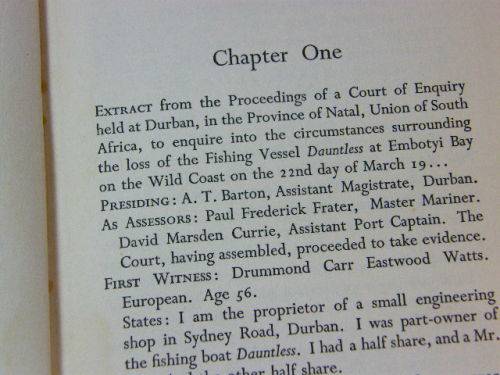 Chapter One
EXTRACT from the Proceedings of a Court of Enquiry
held at Durban, in the Province of Natal, Union of South
Africa, to enquire into the circumstances surrounding
the loss of the Fishing Vessel Dauntless at Embotyi Bay
on the Wild Coast on the 22nd day of March 19...
PRESIDING: A. T. Barton, Assistant Magistrate, Durban.
AS ASSESSORS: Paul Frederick Frater, Master Mariner.
David Marsden Currie, Assistant Port Captain. The
Court, having assembled, proceeded to take evidence.
FIRST WITNESS: Drummond Carr Eastwood Watts.
European. Age 56.
States: I am the proprietor of a small engineering
shop in Sydney Road, Durban. I was part-owner of
the fishing boat Dauntless. I had a half share, and a Mr.
the other half share.